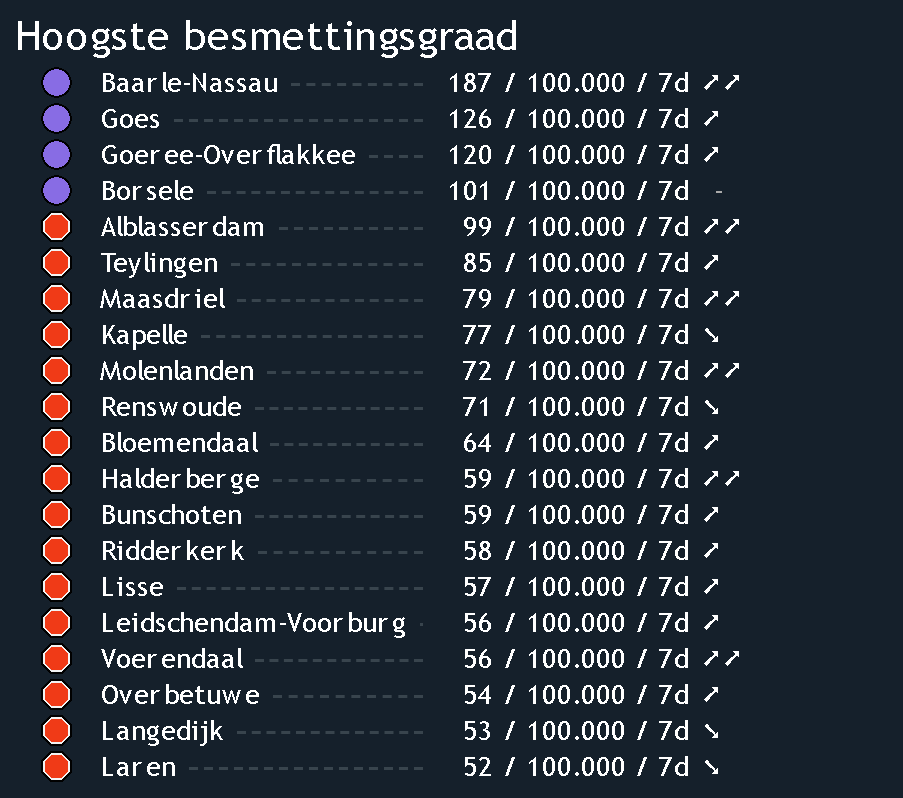 Hoogste besmettingsgraad
Baarle-Nassau 187 / 100.000 / 7d ➚➚
Goes 126 / 100.000 / 7d ➚
Goeree-Overflakkee 120 / 100.000 / 7d ➚
Borsele 101 / 100.000 / 7d -
Alblasserdam 99 / 100.000 / 7d ➚➚
Teylingen 85 / 100.000 / 7d ➚
Maasdriel 79 / 100.000 / 7d ➚➚
Kapelle 77 / 100.000 / 7d ➘
Molenlanden 72 / 100.000 / 7d ➚➚
Renswoude 71 / 100.000 / 7d ➘
Bloemendaal 64 / 100.000 / 7d ➚
Halderberge 59 / 100.000 / 7d ➚➚
Bunschoten 59 / 100.000 / 7d ➚
Ridderkerk 58 / 100.000 / 7d ➚
Lisse 57 / 100.000 / 7d ➚
Leidschendam-Voorburg 56 / 100.000 / 7d ➚
Voerendaal 56 / 100.000 / 7d ➚➚
Overbetuwe 54 / 100.000 / 7d ➚
Langedijk 53 / 100.000 / 7d ➘
Laren 52 / 100.000 / 7d ➘